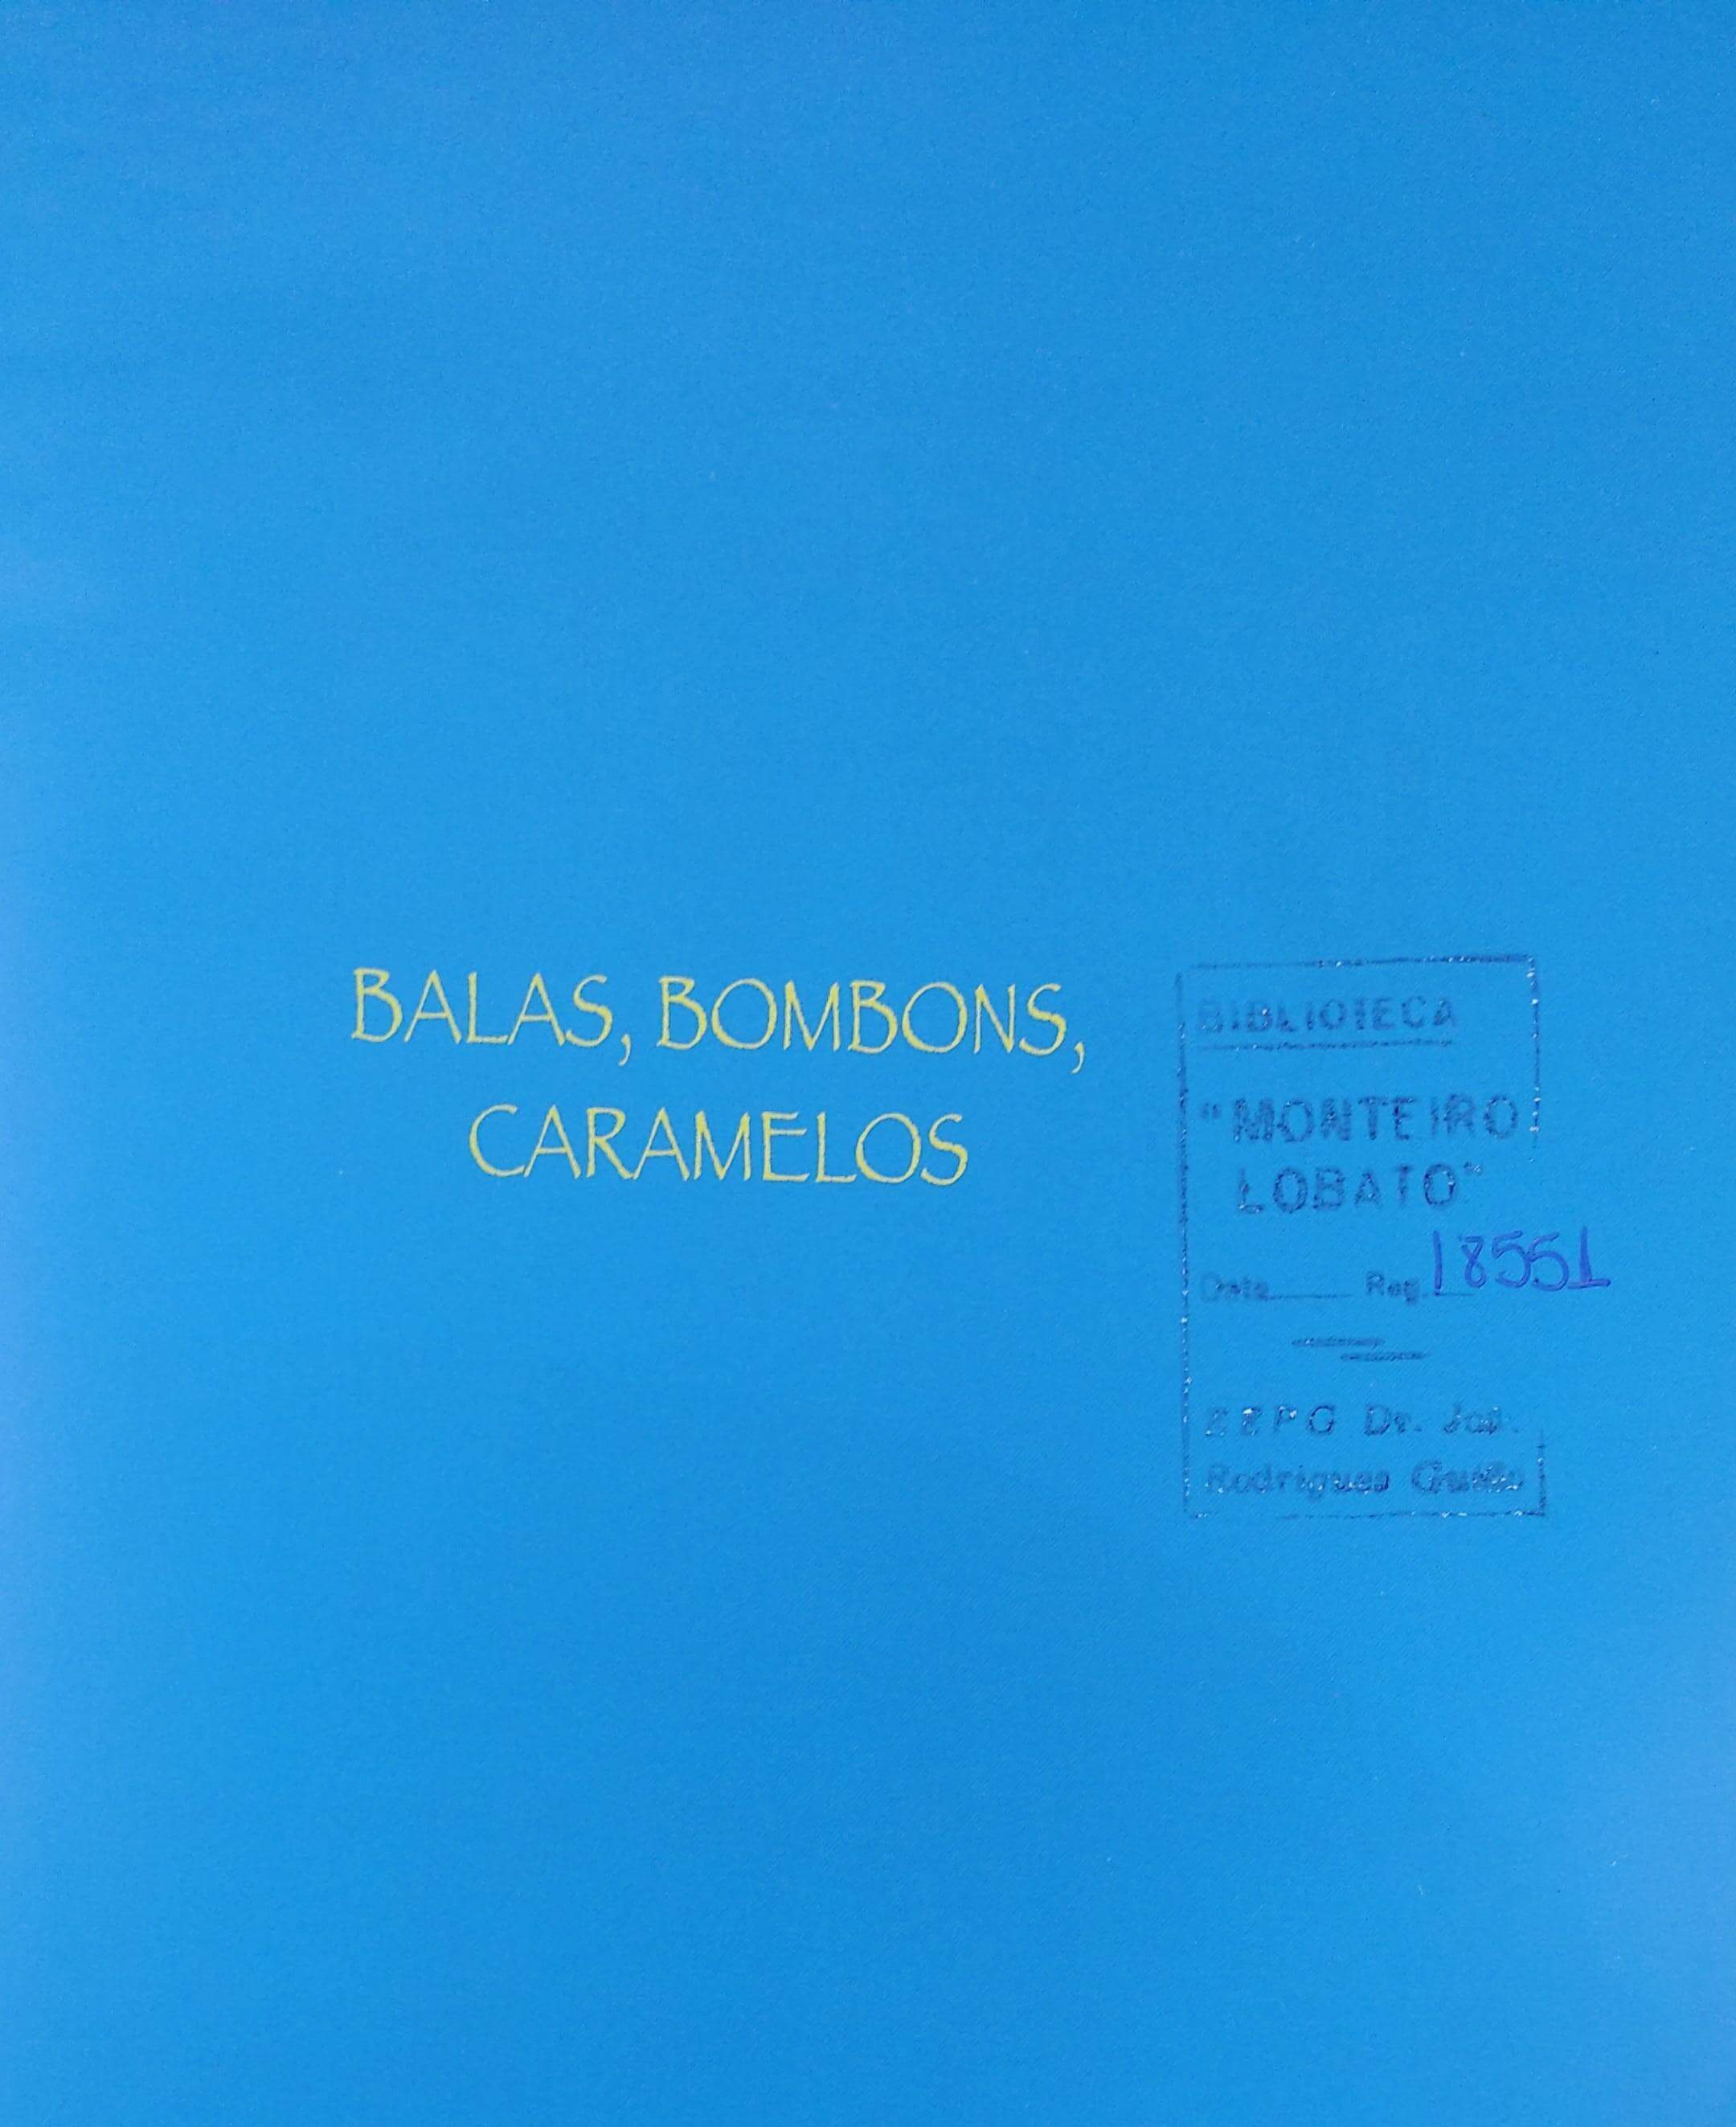 BALAS, BOMBONS,
CARAMELOS
BIBLIOTECA
"MONTEIRO
LOBATO"
Data Reg. 18551
EEPG Dr.
Rodrigues